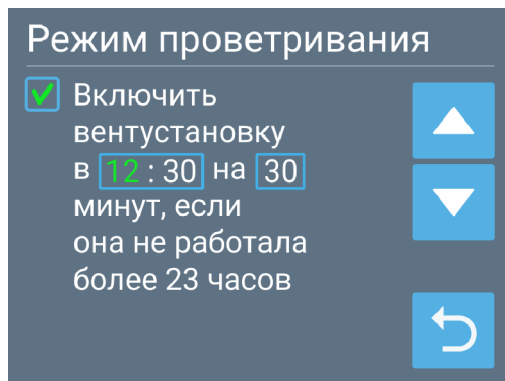 Режим проветривания
Включить
вентустановку
в 12 : 30 на 30
минут, если
она не работала
более 23 часов